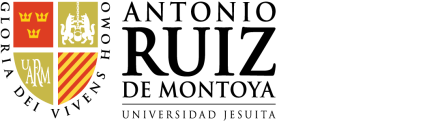 GLORIA DEI VIVENS HOMO
UARM
ANTONIO
RUIZ
DE MONTOYA
UNIVERSIDAD JESUITA